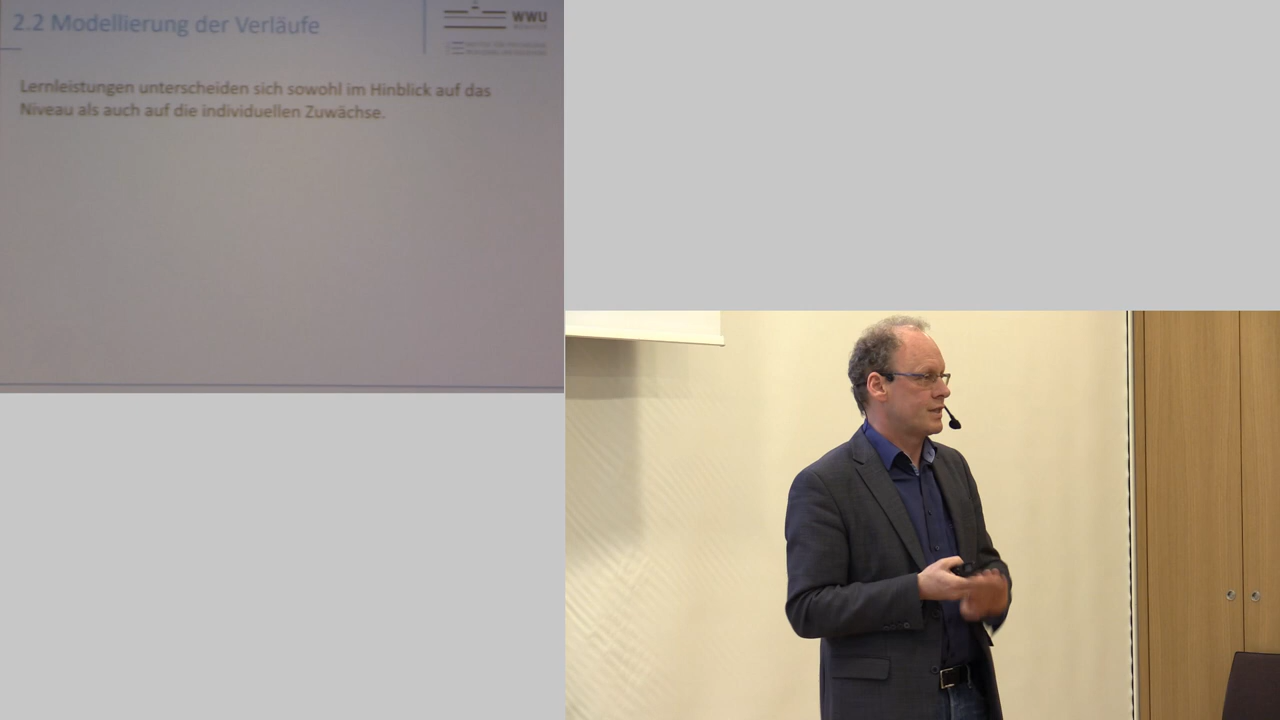 2.2 Modellierung der Verläufe
WWU
Lernleistungen unterscheiden sich sowohl im Hinblick auf das
Niveau als auch auf die individuellen Zuwächse.